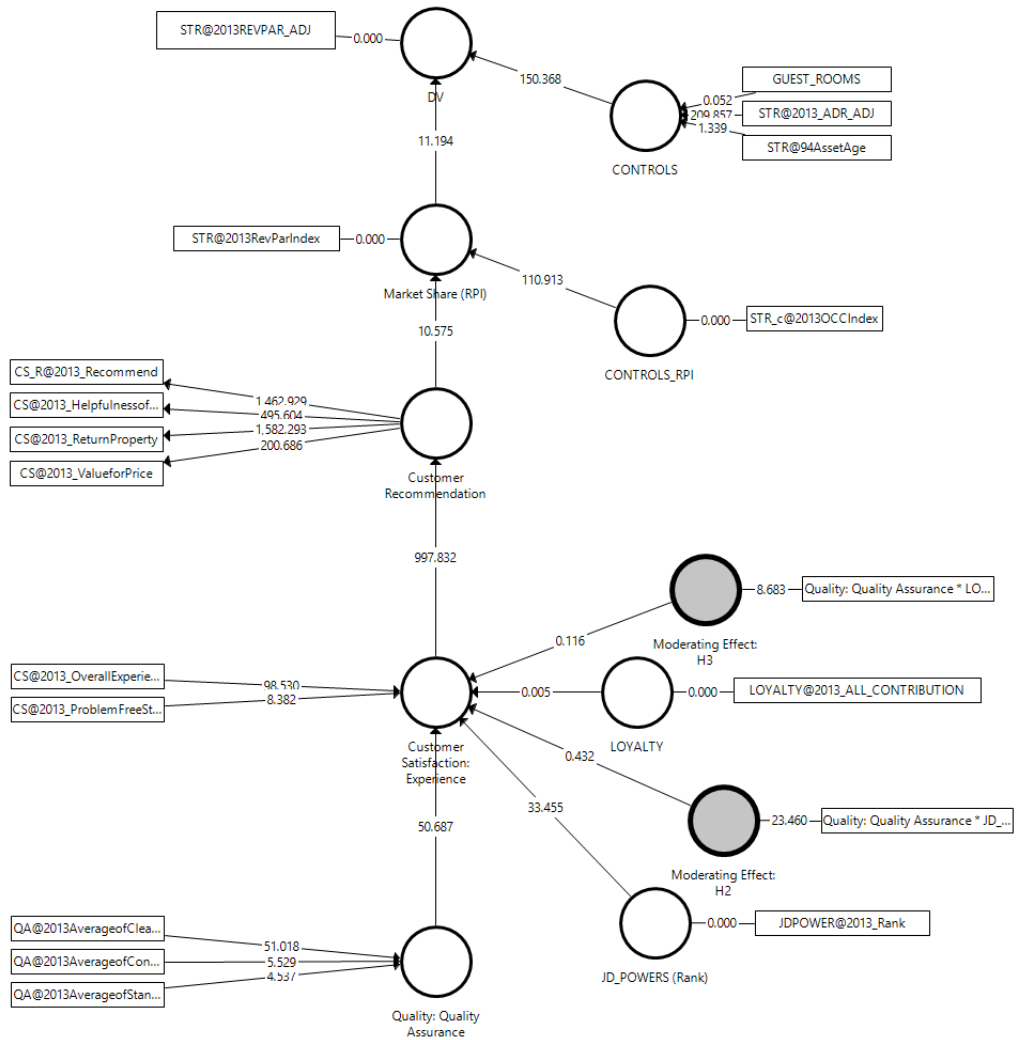 STR@2013REVPAR_ADJ
0.000
DV
150.368
GUEST_ROOMS
0.052
STR@2013_ADR_ADJ
209.857
1.339
STR@94AssetAge
CONTROLS
11.194
STR@2013RevParIndex
0.000
Market Share (RPI)
110.913
0.000
STR_c@2013OCCIndex
CONTROLS_RPI
10.575
CS_R@2013_Recommend
CS@2013_Helpfulnessof...
CS@2013_ReturnProperty
CS@2013_ValueforPrice
1,462.929
495.604
1,582.293
200.686
Customer
Recommendation
997.832
8.683
Quality: Quality Assurance * LO...
Moderating Effect:
H3
0.116
CS@2013_OverallExperie...
CS@2013_ProblemFreeSt...
98.530
8.382
0.005
0.000
LOYALTY@2013_ALL_CONTRIBUTION
LOYALTY
Customer
Satisfaction:
Experience
0.432
33.455
50.687
23.460
Quality: Quality Assurance * JD_...
Moderating Effect:
H2
0.000
JDPOWER@2013_Rank
JD_POWERS (Rank)
QA@2013AverageofClea...
QA@2013AverageofCon...
QA@2013AverageofStan...
51.018
5.529
4.537
Quality: Quality
Assurance